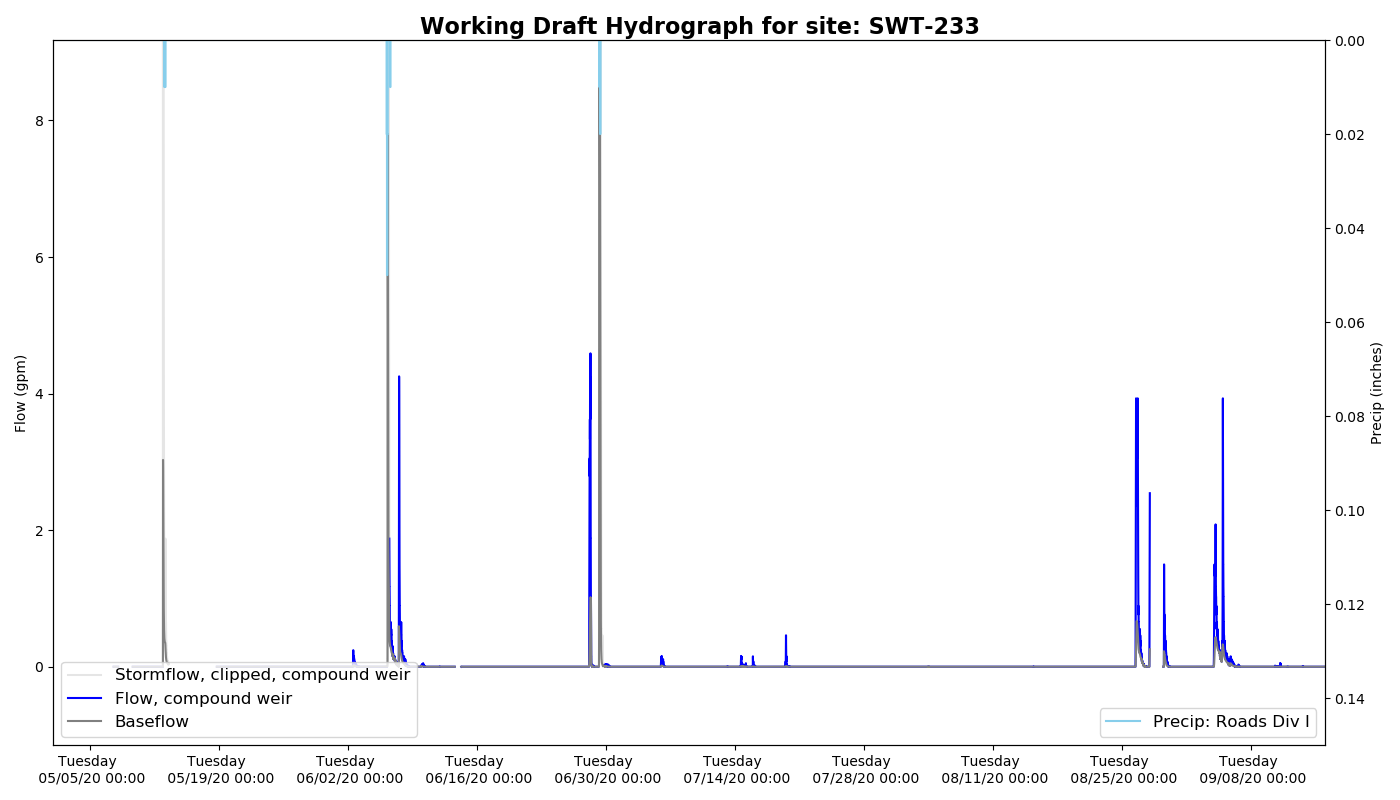 Working Draft Hydrograph for site: SWT-233
8
6
4
2
0
Flow (gpm)
0.00
0.02
0.04
0.06
0.08
0.10
0.12
0.14
Precip (inches)
Stormflow, clipped, compound weir
Flow, compound weir
Baseflow
Precip: Roads Div I
Tuesday Tuesday Tuesday Tuesday Tuesday Tuesday Tuesday Tuesday Tuesday Tuesday
05/05/20 00:00 05/19/20 00:00 06/02/20 00:00 06/16/20 00:00 06/30/20 00:00 07/14/20 00:00 07/28/20 00:00 08/11/20 00:00 08/25/20 00:00 09/08/20 00:00